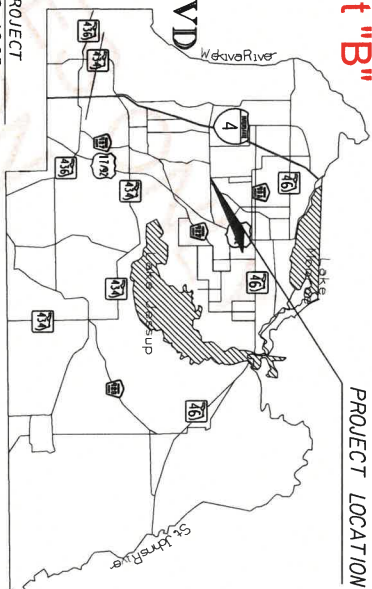 t "B"
VD
ROJECT
PROJECT LOCATION
Wekiva River
4
46
46
46
436
434
434
434
434
436
17/92
Lake
Lake Jessup
St Johns River